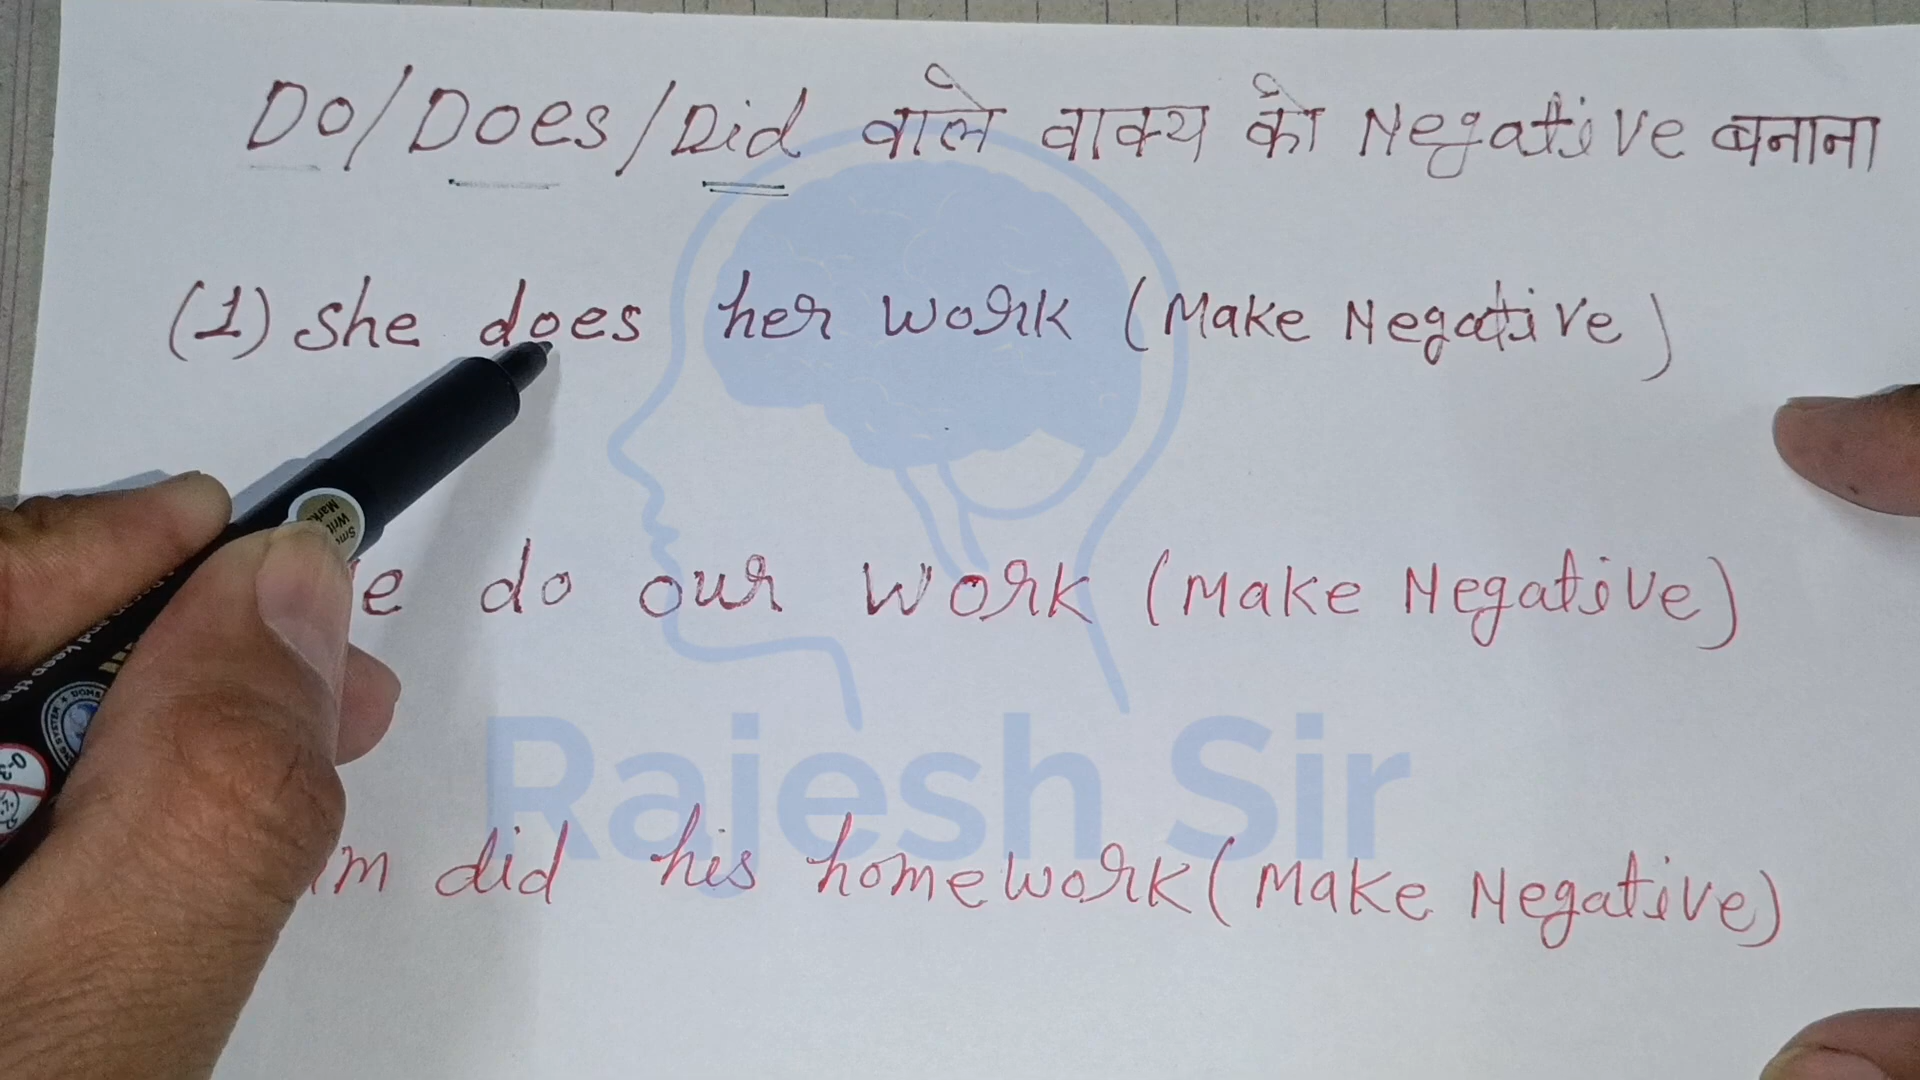 Do/Does/Did वाले वाक्य को Negative बनाना
(1) She does her work (Make Negative)
e do our work (Make Negative)
Rajesh Sir
m did his homework (Make Negative)